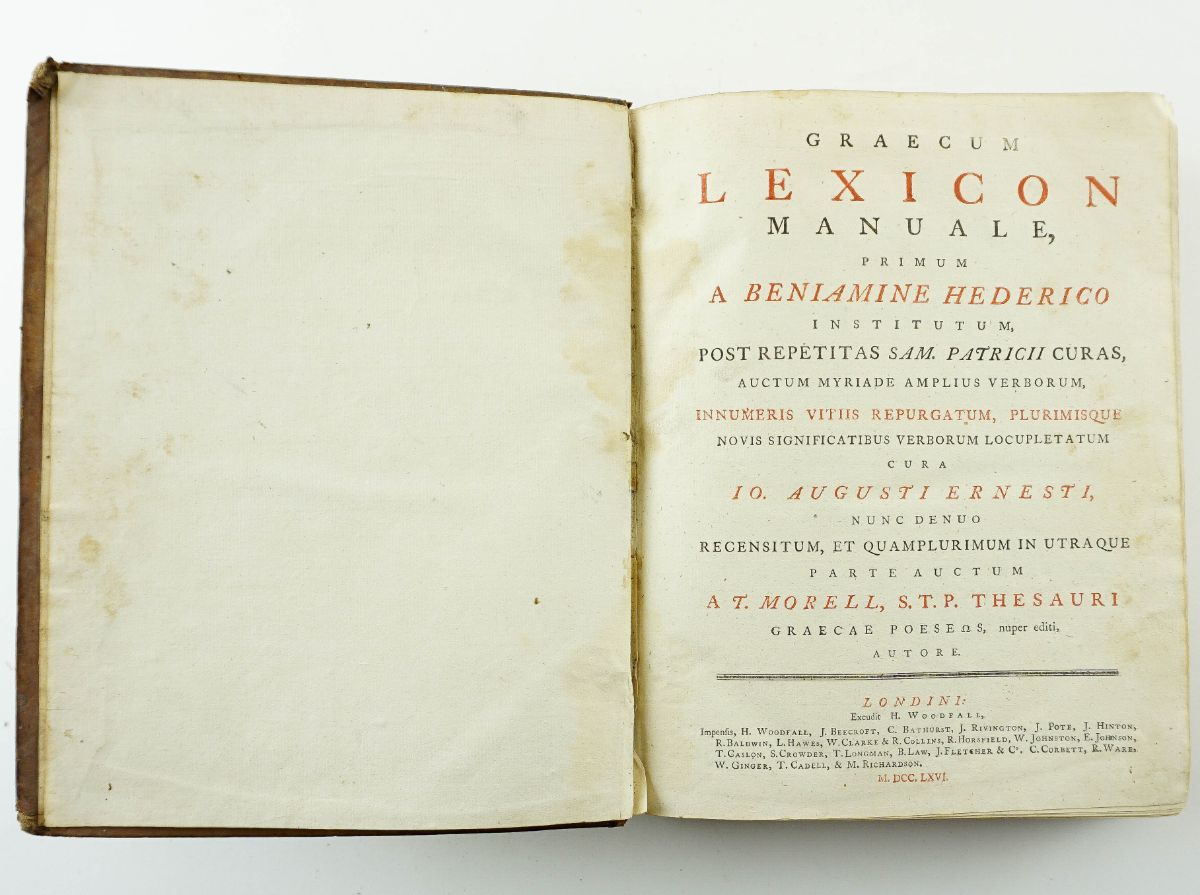 GRAECUM
LEXICON
MANUALE,
PRIMUM
A BENIAMINE HEDERICO
INSTITUTUM,
POST REPETITAS SAM. PATRICII CURAS,
AUCTUM MYRIADE AMPLIUS VERBORUM,
INNUMERIS VITIIS REPURGATUM, PLURIMISQUE
NOVIS SIGNIFICATIBUS VERBORUM LOCUPLETATUM
CURA
IO. AUGUSTI ERNESTI,
NUNC DENUO
RECENSITUM, ET QUAMPLURIMUM IN UTRAQUE
PARTE AUCTUM
A T. MORELL, S. T. P. THESAURI
GRAECAE POESEΩS, nuper editi,
AUTORE.
LONDINI:
Excudit H. WOODFALL,
Impensis, H. WOODFALL, J. BEECROFT, C. BATHURST, J. RIVINGTON, J. POTE, J. HINTON,
R. BALDWIN, L. HAWES, W. CLARKE & R. COLLINS, R. HORSFIELD, W. JOHNSTON, E. JOHNSON,
T. CASLON, S. CROWDER, T. LONGMAN, B. LAW, J. FLETCHER & Co. C. CORBETT, R. WARE,
W. GINGER, T. CADELL, & M. RICHARDSON.
M. DCC. LXVI.